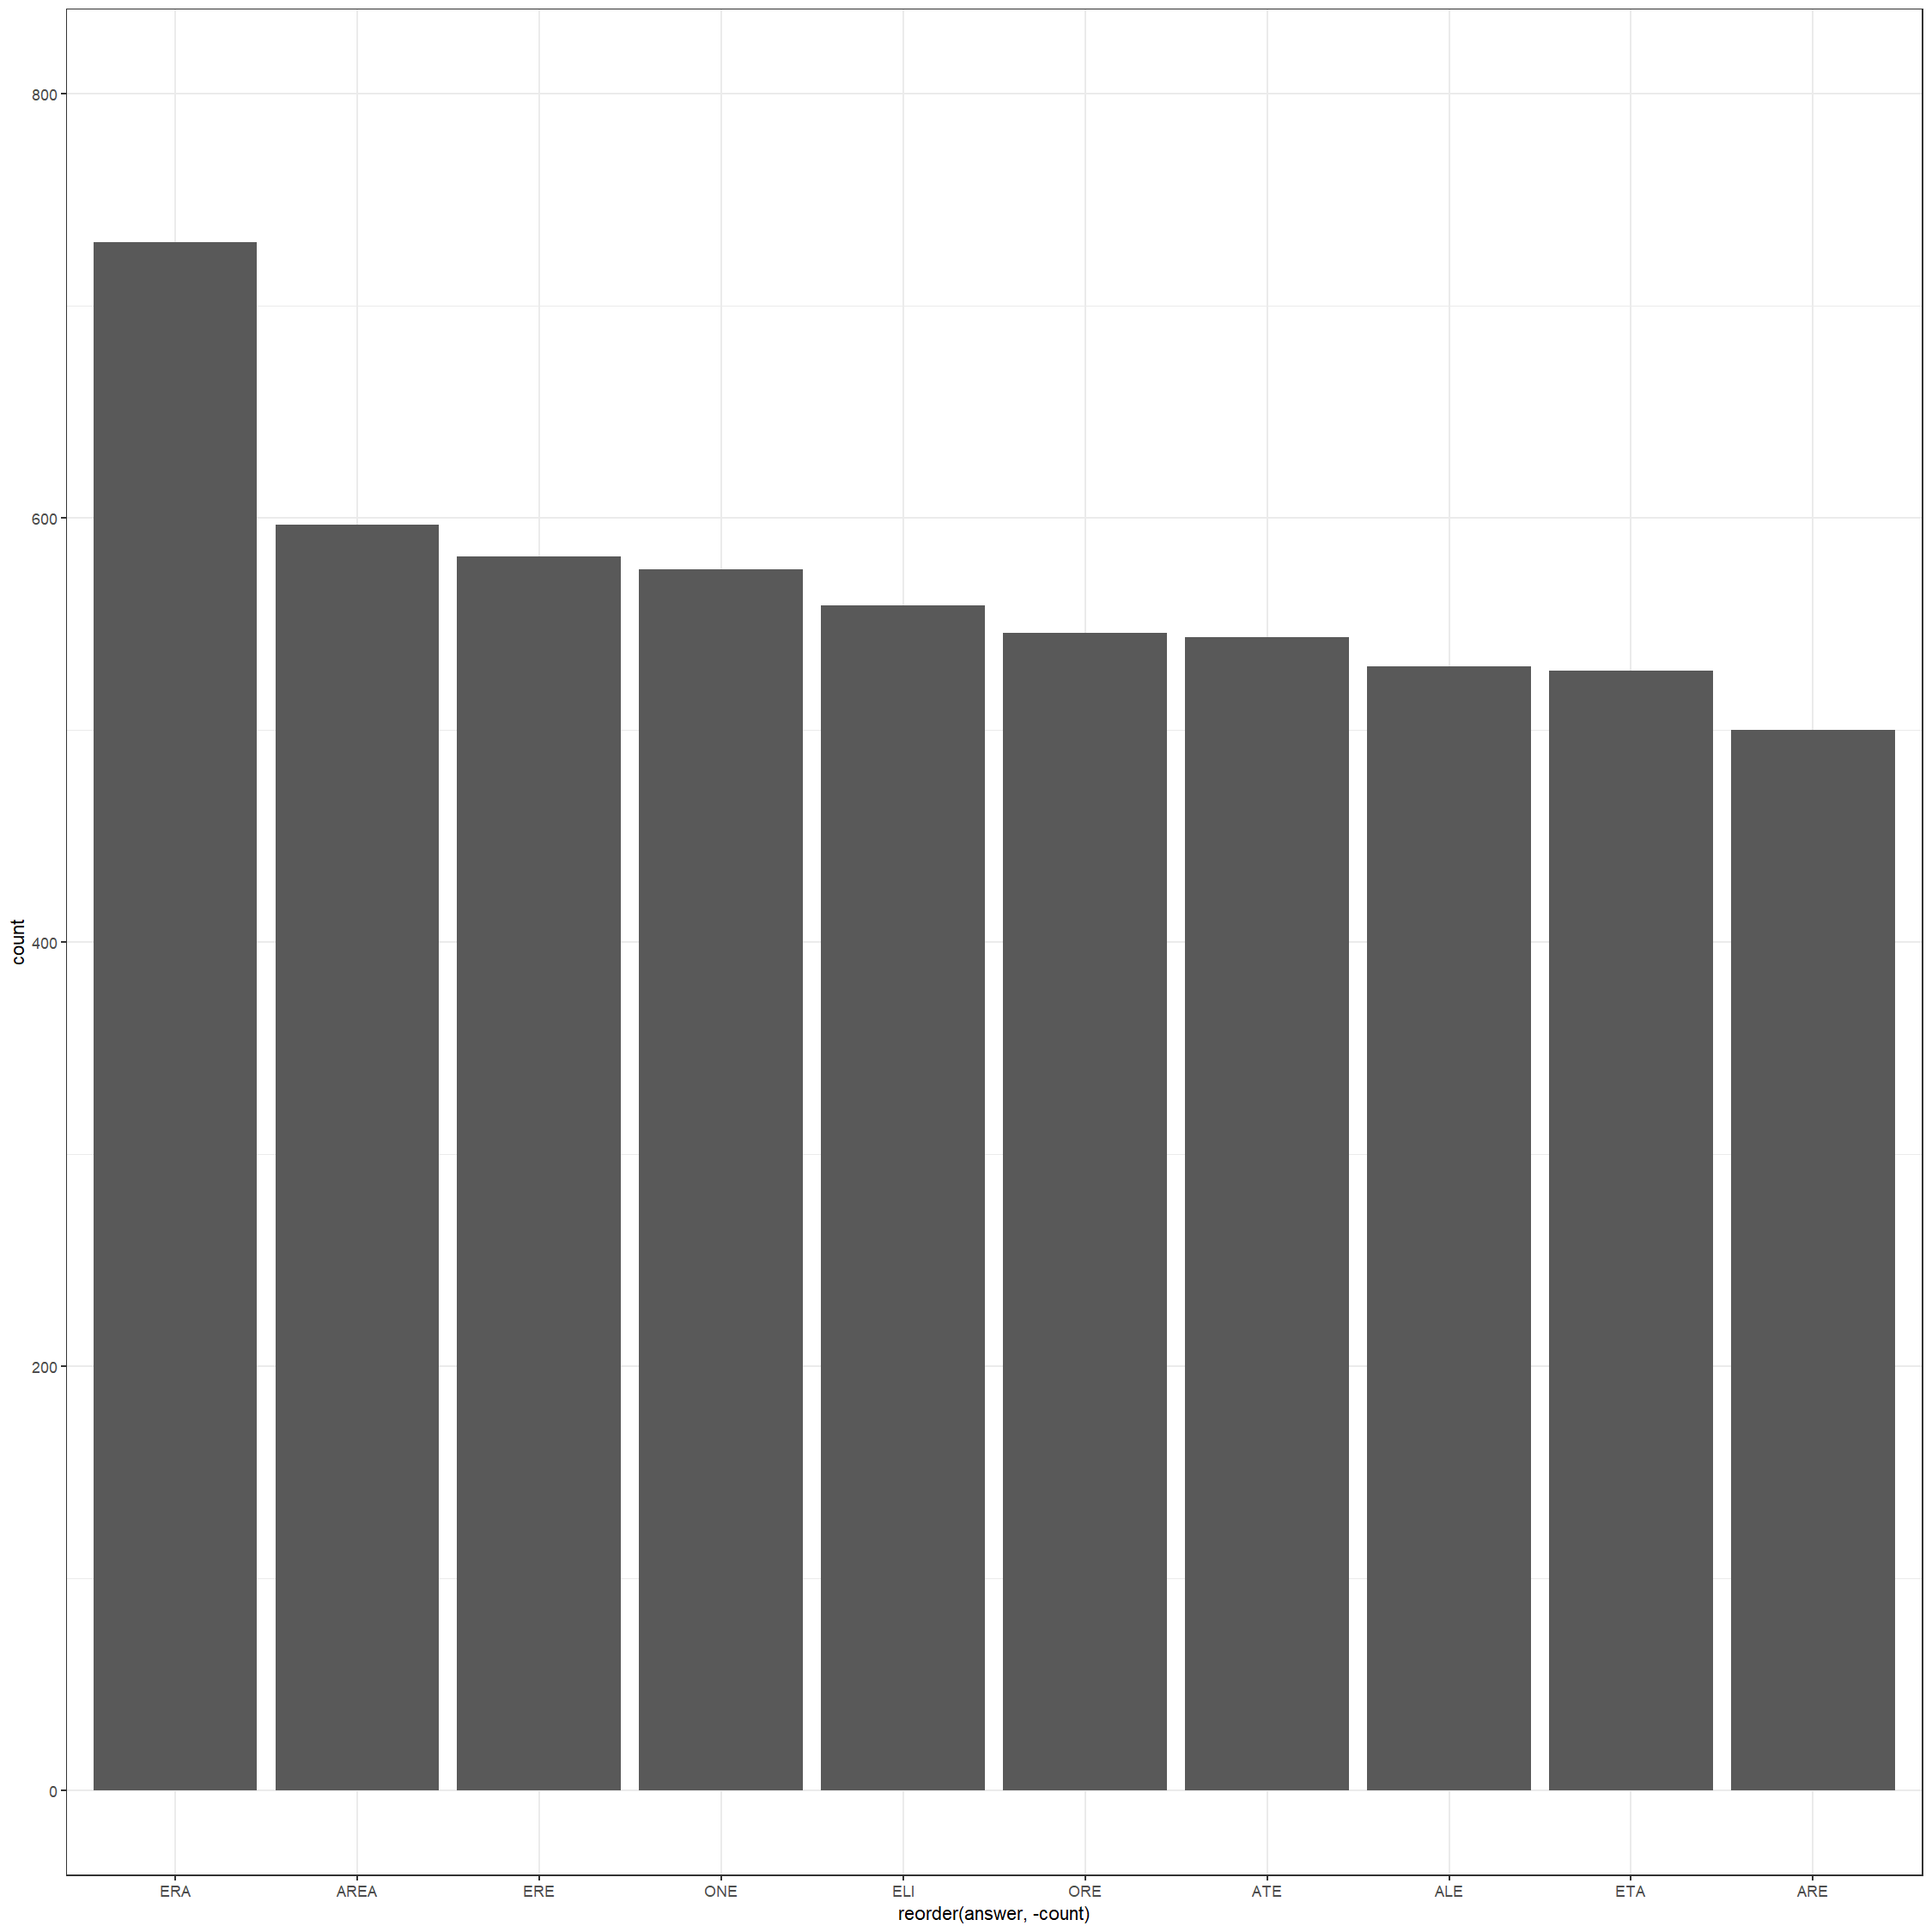 800
600
400
200
0
count
ERA AREA ERE ONE ELI ORE ATE ALE ETA ARE
reorder(answer, -count)